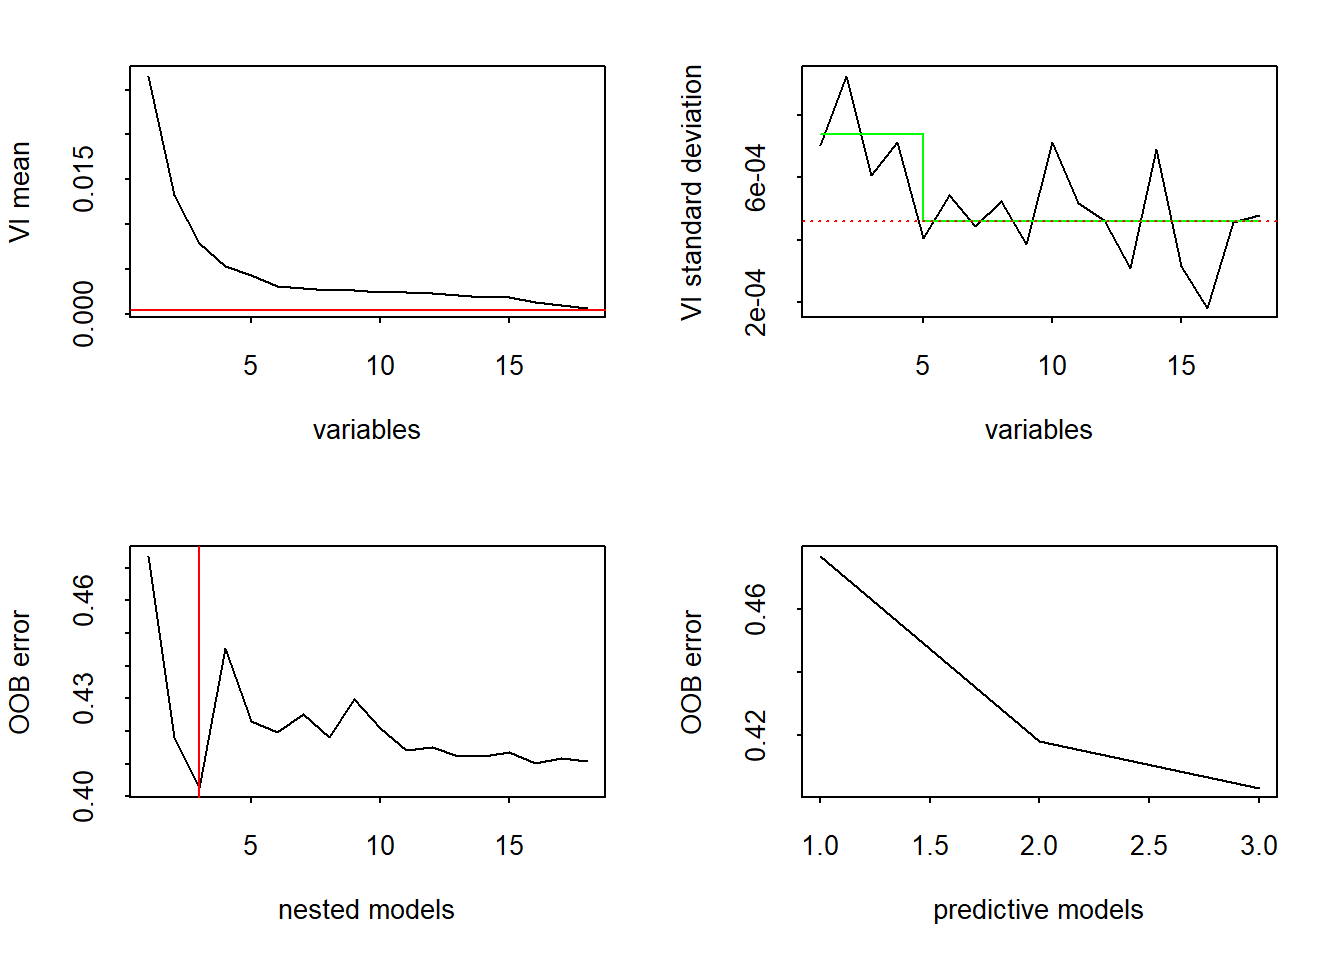 VI mean
0.015
0.000
5 10 15
variables
VI standard deviation
6e-04
2e-04
5 10 15
variables
OOB error
0.46
0.43
0.40
5 10 15
nested models
OOB error
0.46
0.42
1.0 1.5 2.0 2.5 3.0
predictive models